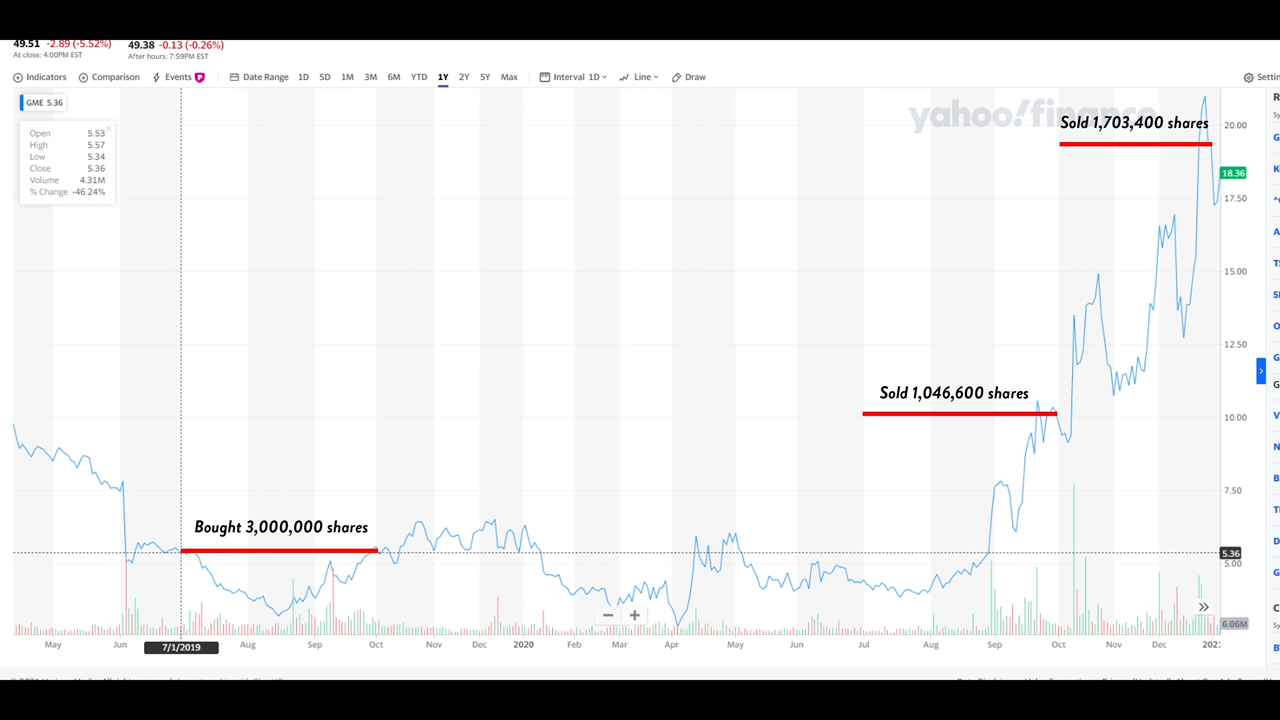 49.51 -2.89 (-5.52%) 49.38 -0.13 (-0.26%)
At close: 4:00PM EST After hours: 7:59PM EST
Indicators Comparison Events P Date Range 1D 5D 1M 3M 6M YTD 1Y 2Y 5Y Max Interval 1D Line Draw
GME 5.36
yahoo!finance
Open 5.53
High 5.57
Low 5.34
Close 5.36
Volume 4.31M
% Change -46.24%
Sold 1,703,400 shares
20.00
18.36
17.50
15.00
12.50
Sold 1,046,600 shares
10.00
7.50
Bought 3,000,000 shares
5.36
5.00
6.06M
May Jun 7/1/2019 Aug Sep Oct Nov Dec 2020 Feb Mar Apr May Jun Jul Aug Sep Oct Nov Dec